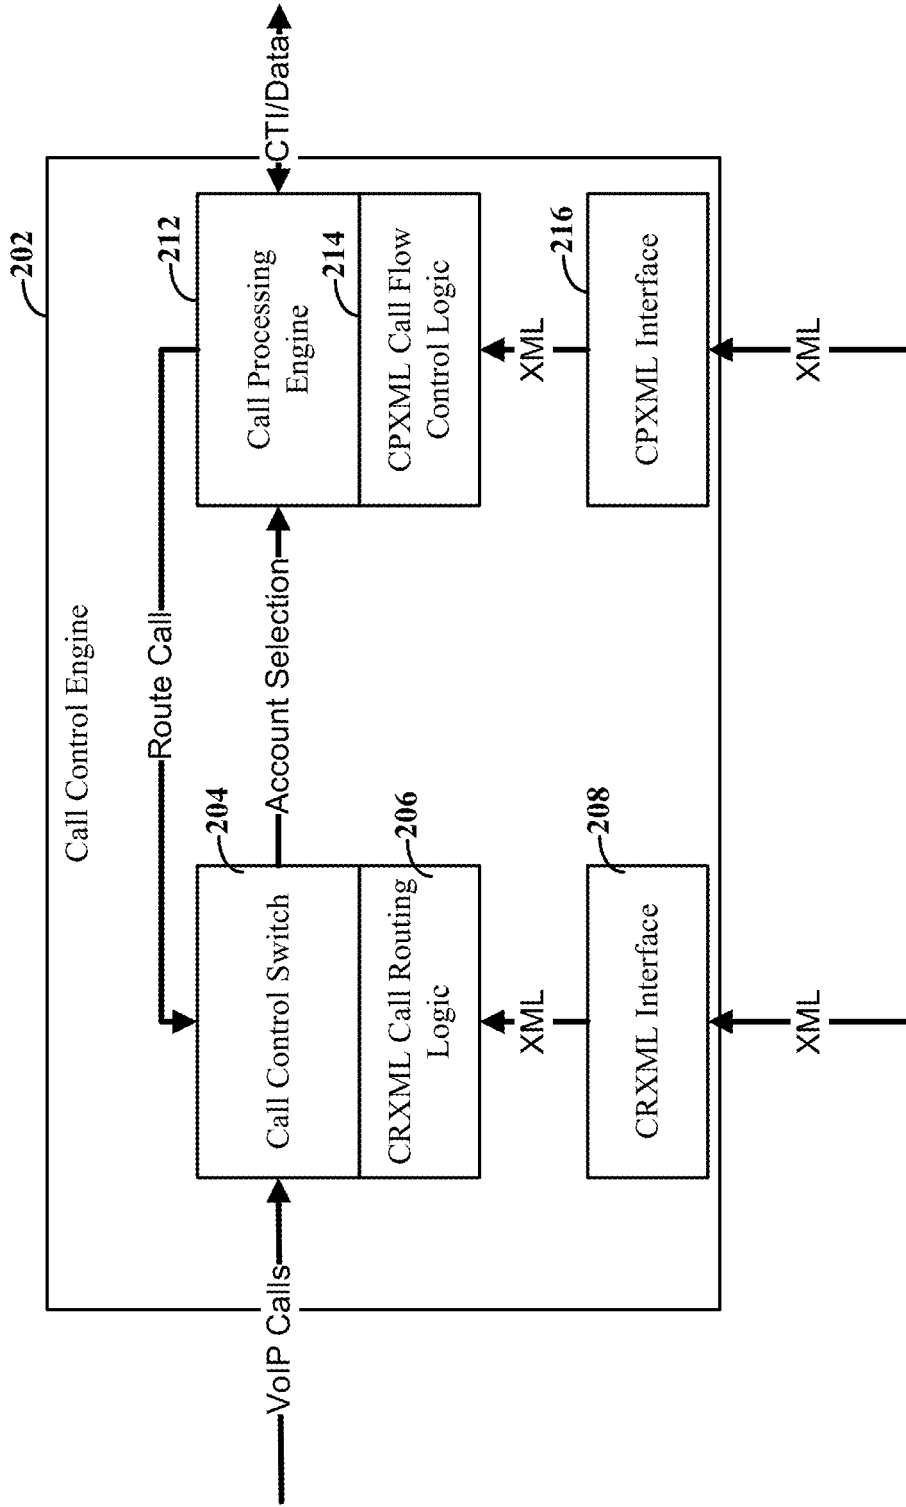 202
Call Control Engine
Route Call
VoIP Calls
204
Call Control Switch
Account Selection
212
Call Processing
Engine
CTI/Data
206
CRXML Call Routing
Logic
214
CPXML Call Flow
Control Logic
XML
XML
208
CRXML Interface
216
CPXML Interface
XML
XML